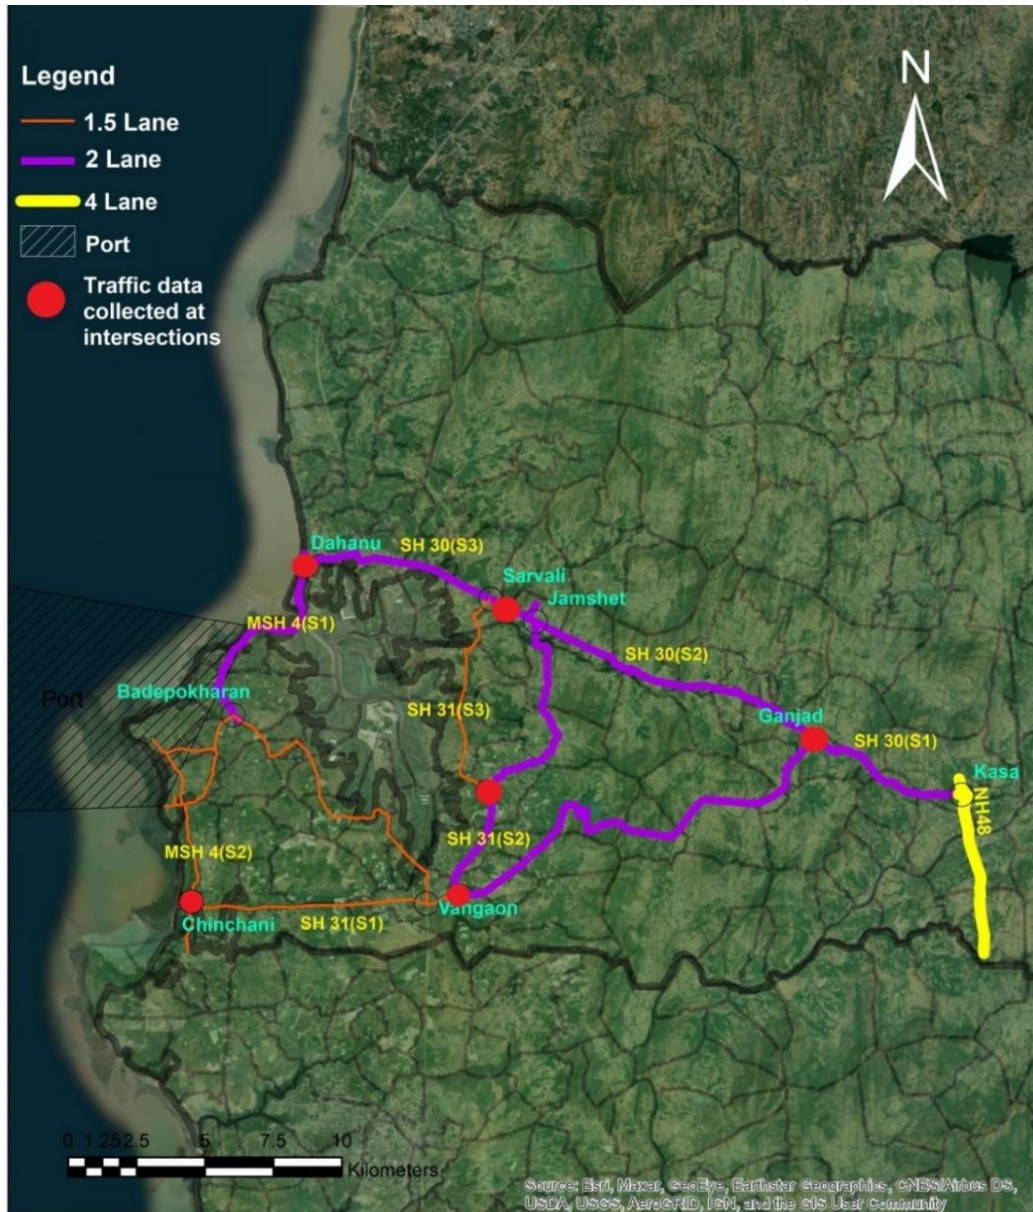 N
Legend
1.5 Lane
2 Lane
4 Lane
Port
Traffic data
collected at
intersections
Dahanu
SH 30(S3)
Sarvali
Jamshet
MSH 4(S1)
SH 30(S2)
Port
Badepokharan
SH 31(S3)
Ganjad
SH 30(S1)
Kasa
NH48
SH 31(S2)
MSH 4(S2)
Vangaon
Chinchani
SH 31(S1)
0 1.25 2.5 5 7.5 10
Kilometers
Source: Esri, Maxar, GeoEye, Earthstar Geographics, CNES/Airbus DS,
USDA, USGS, AeroGRID, IGN, and the GIS User Community